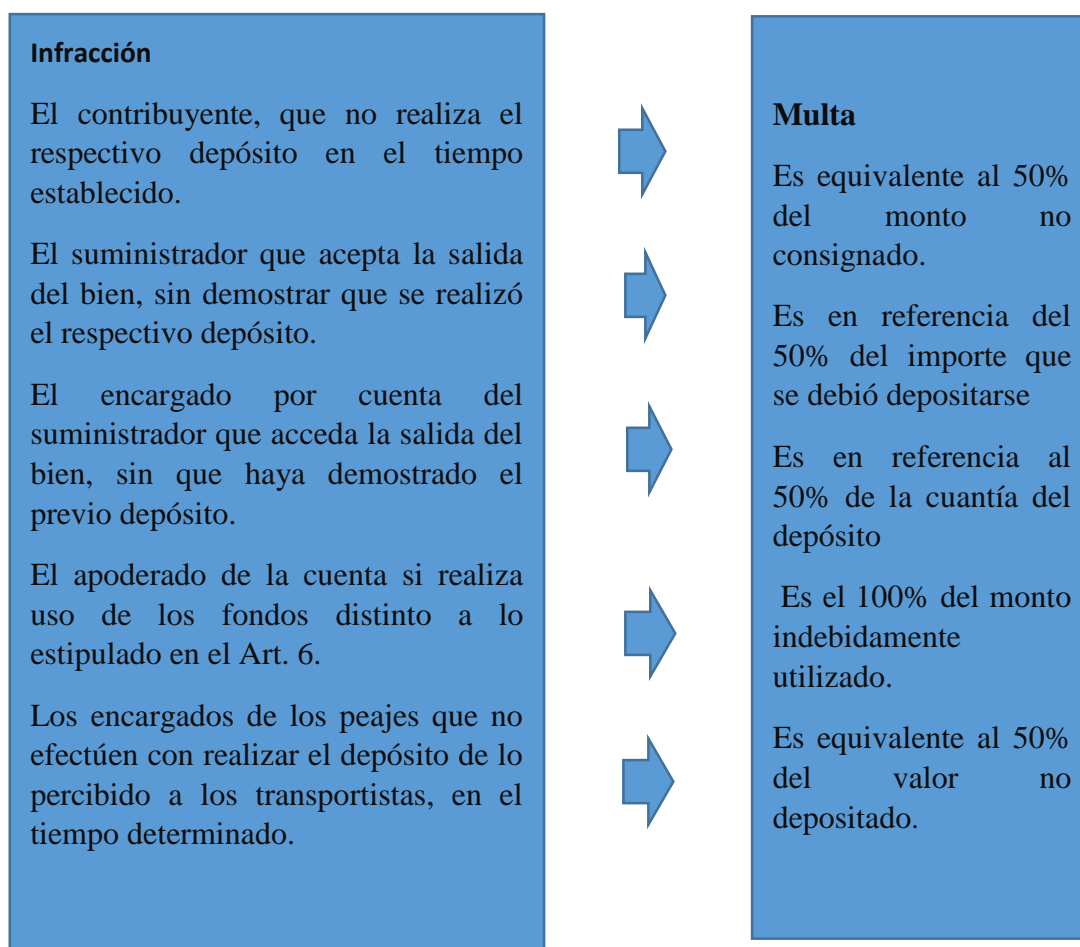 Infracción
El contribuyente, que no realiza el
respectivo depósito en el tiempo
establecido.
El suministrador que acepta la salida
del bien, sin demostrar que se realizó
el respectivo depósito.
El encargado por cuenta del
suministrador que acceda la salida del
bien, sin que haya demostrado el
previo depósito.
El apoderado de la cuenta si realiza
uso de los fondos distinto a lo
estipulado en el Art. 6.
Los encargados de los peajes que no
efectúen con realizar el depósito de lo
percibido a los transportistas, en el
tiempo determinado.
Multa
Es equivalente al 50%
del monto no
consignado.
Es en referencia del
50% del importe que
se debió depositarse
Es en referencia al
50% de la cuantía del
depósito
Es el 100% del monto
indebidamente
utilizado.
Es equivalente al 50%
del valor no
depositado.